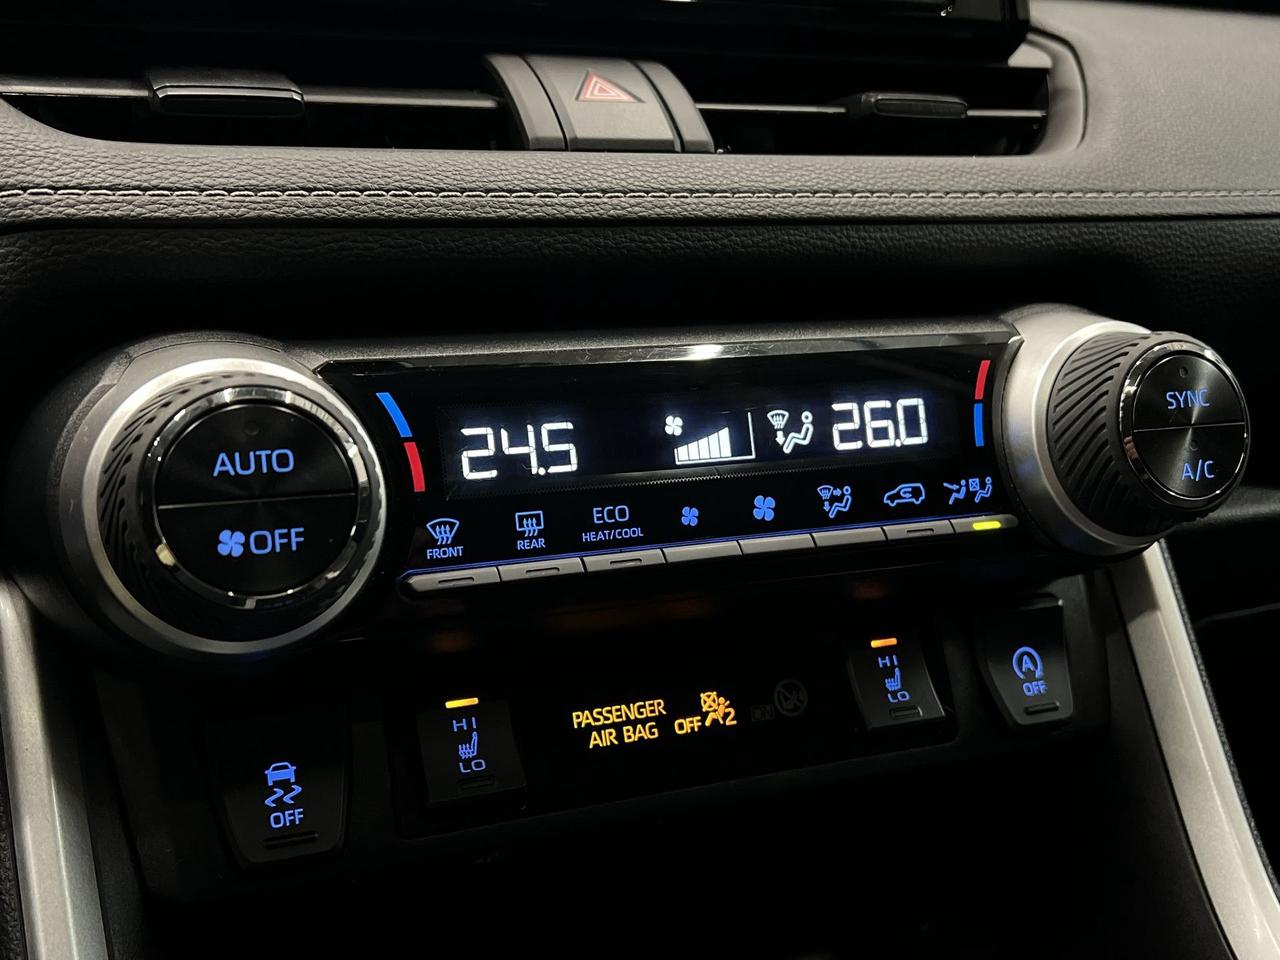 AUTO
OFF
24.5
26.0
SYNC
A/C
FRONT
REAR
ECO
HEAT/COOL
HI
LO
PASSENGER
AIR BAG
OFF
2
HI
LO
A
OFF
OFF